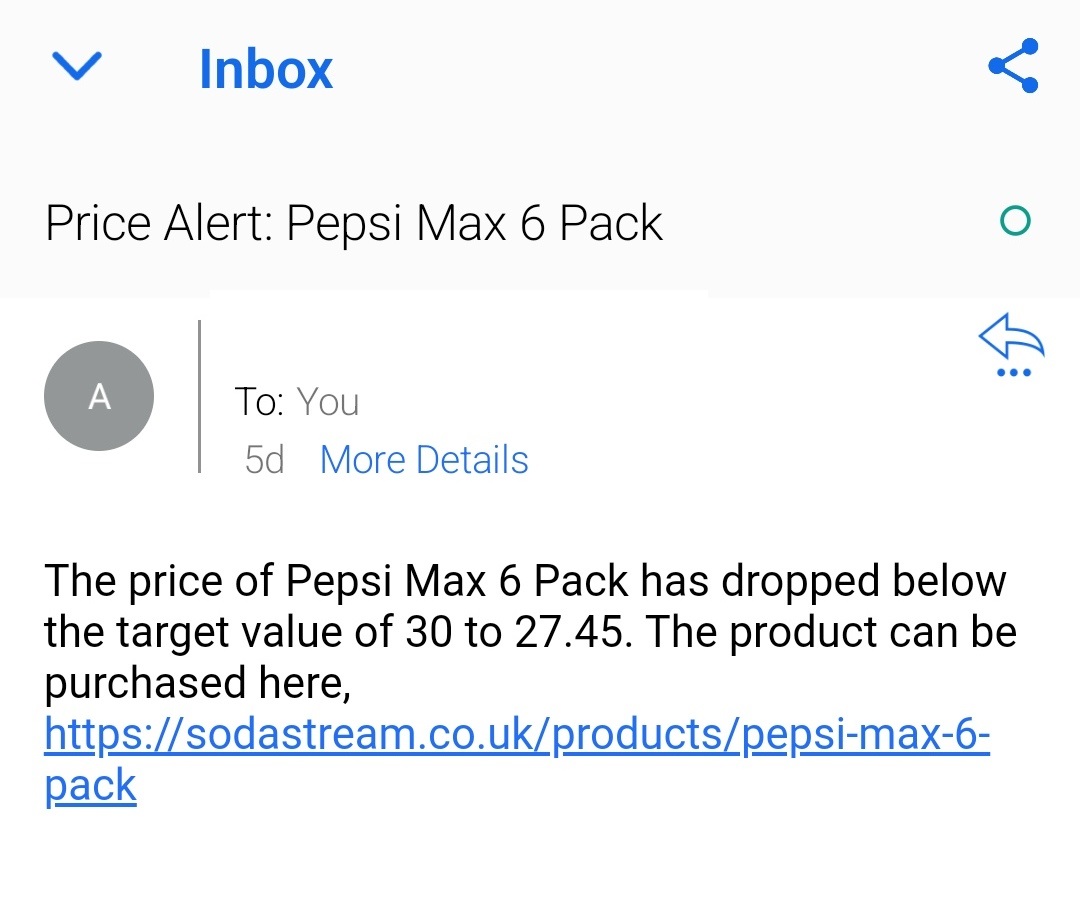 Inbox
Price Alert: Pepsi Max 6 Pack
A
To: You
5d More Details
The price of Pepsi Max 6 Pack has dropped below
the target value of 30 to 27.45. The product can be
purchased here,
https://sodastream.co.uk/products/pepsi-max-6-
pack